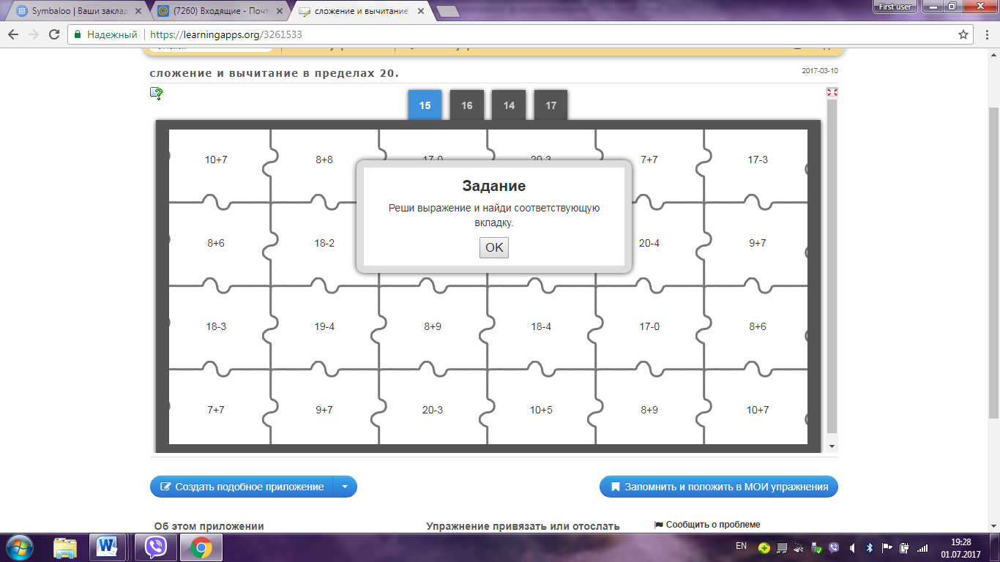 Symbaloo | Ваши заклад
(7260) Входящие - Почт
сложение и вычитание
First user
Надежный
https://learningapps.org/3261533
сложение и вычитание в пределах 20.
2017-03-10
15 16 14 17
10+7 8+8 17-0 20-3 7+7 17-3
Задание
Реши выражение и найди соответствующую
вкладку.
OK
8+6 18-2 20-4 9+7
18-3 19-4 8+9 18-4 17-0 8+6
7+7 9+7 20-3 10+5 8+9 10+7
Создать подобное приложение
Запомнить и положить в МОИ упражнения
Об этом приложении
Упражнение привязать или отослать
Сообщить о проблеме
EN
19:28
01.07.2017